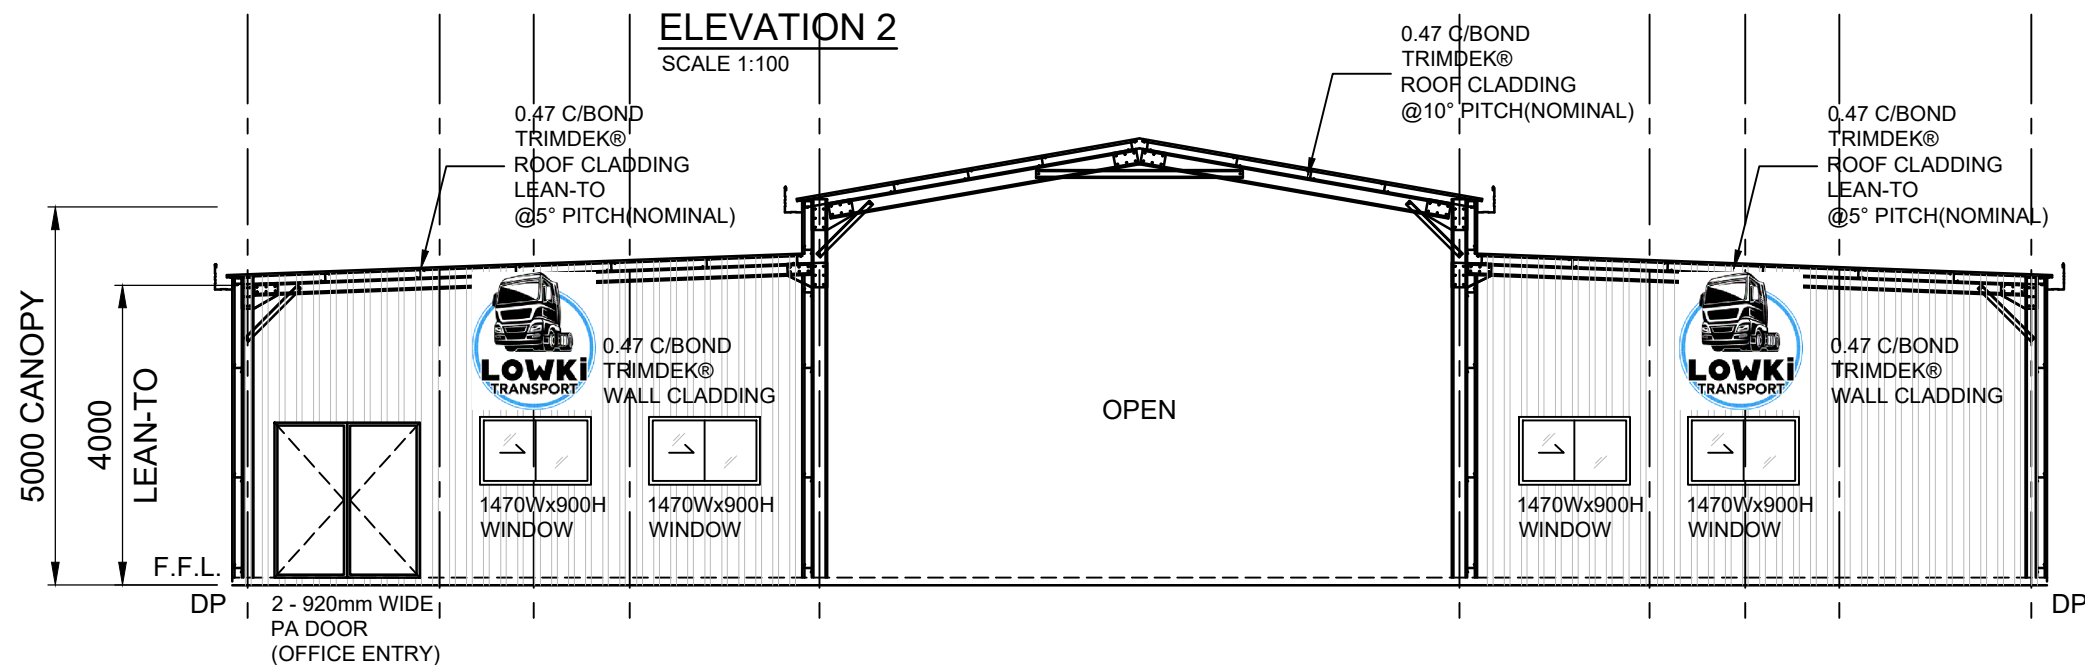 ELEVATION 2
SCALE 1:100
0.47 C/BOND
TRIMDEK®
ROOF CLADDING
@10° PITCH(NOMINAL)
0.47 C/BOND
TRIMDEK®
ROOF CLADDING
LEAN-TO
@5° PITCH(NOMINAL)
0.47 C/BOND
TRIMDEK®
ROOF CLADDING
LEAN-TO
@5° PITCH(NOMINAL)
5000 CANOPY
4000
LEAN-TO
LOWKi
TRANSPORT
0.47 C/BOND
TRIMDEK®
WALL CLADDING
OPEN
LOWKi
TRANSPORT
0.47 C/BOND
TRIMDEK®
WALL CLADDING
1470Wx900H
WINDOW
1470Wx900H
WINDOW
1470Wx900H
WINDOW
1470Wx900H
WINDOW
F.F.L.
DP
2 - 920mm WIDE
PA DOOR
(OFFICE ENTRY)
DP